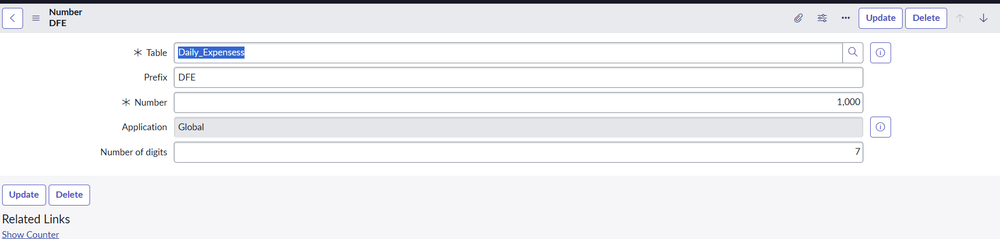 Number
DFE
Update
Delete
Table
Daily_Expensess
Prefix
DFE
Number
1,000
Application
Global
Number of digits
7
Update
Delete
Related Links
Show Counter